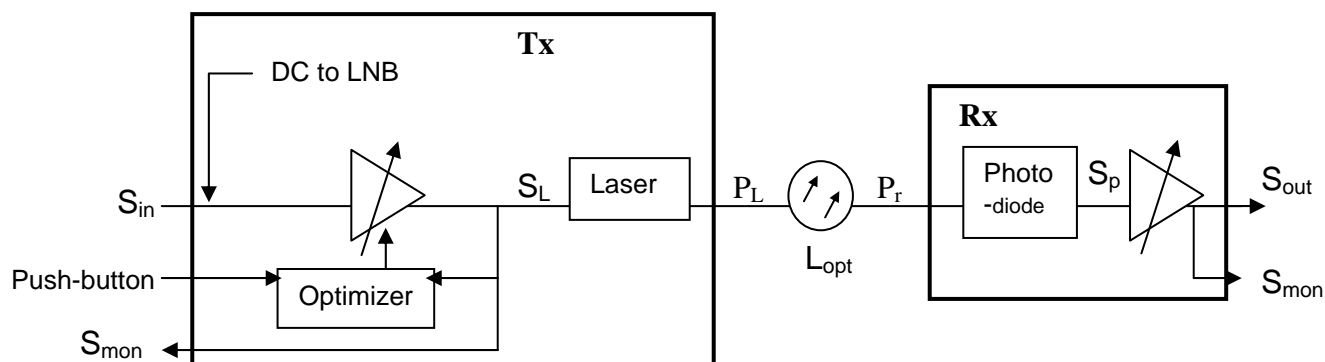 Tx
DC to LNB
Rx
S_in
S_L
Laser
P_L
P_r
Photo
-diode
S_p
S_out
L_opt
Push-button
Optimizer
S_mon
S_mon